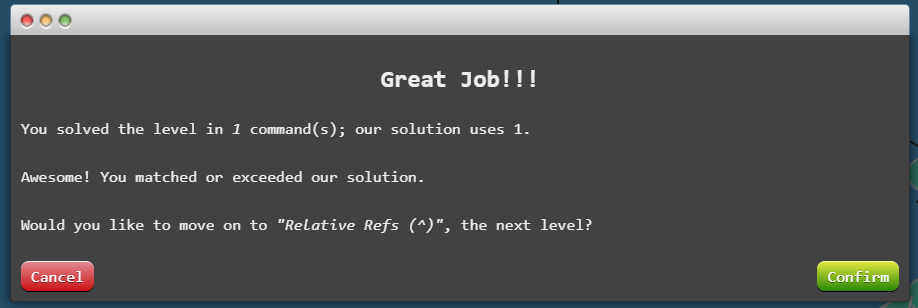 Great Job!!!
You solved the level in 1 command(s); our solution uses 1.
Awesome! You matched or exceeded our solution.
Would you like to move on to "Relative Refs (^)", the next level?
Cancel Confirm